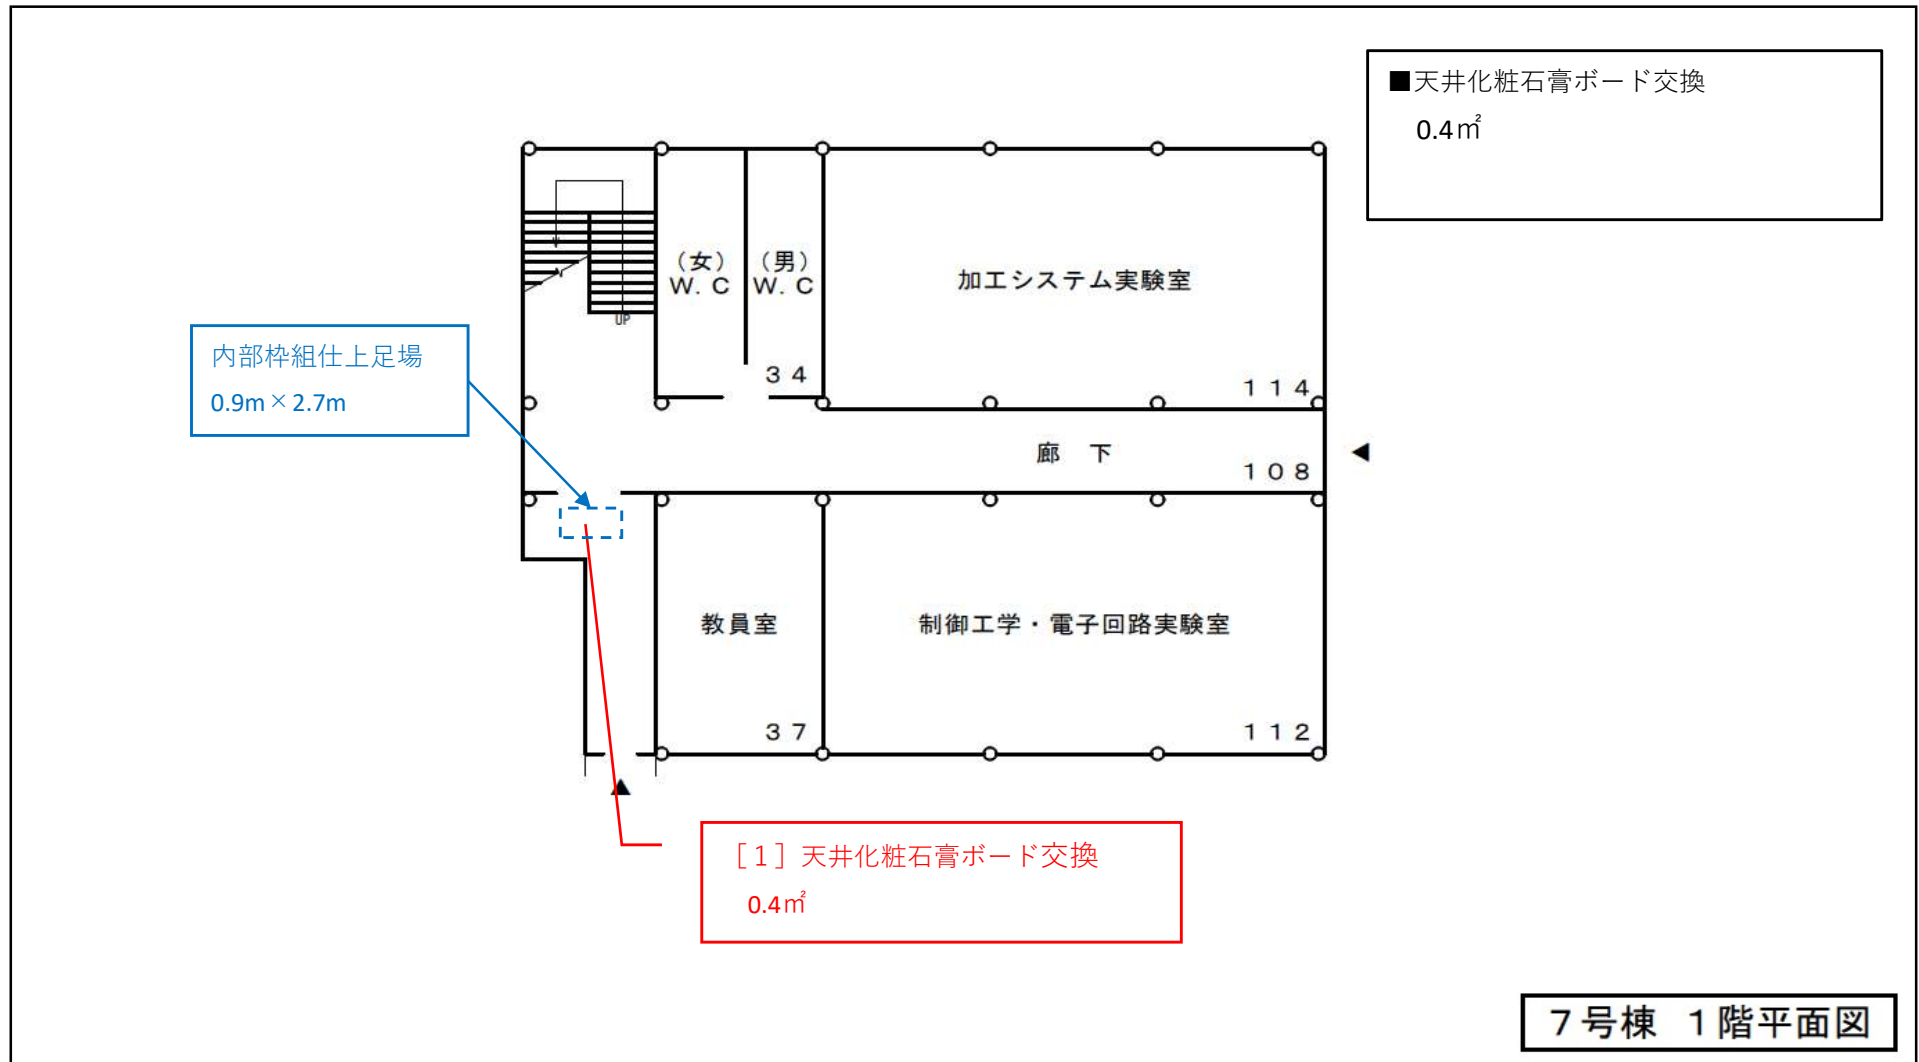 ■天井化粧石膏ボード交換
0.4㎡
(女)
W.C
(男)
W.C
加工システム実験室
UP
内部枠組仕上足場
0.9m×2.7m
34
114
廊 下
108
教員室
制御工学・電子回路実験室
37
112
[1] 天井化粧石膏ボード交換
0.4㎡
7号棟 1階平面図